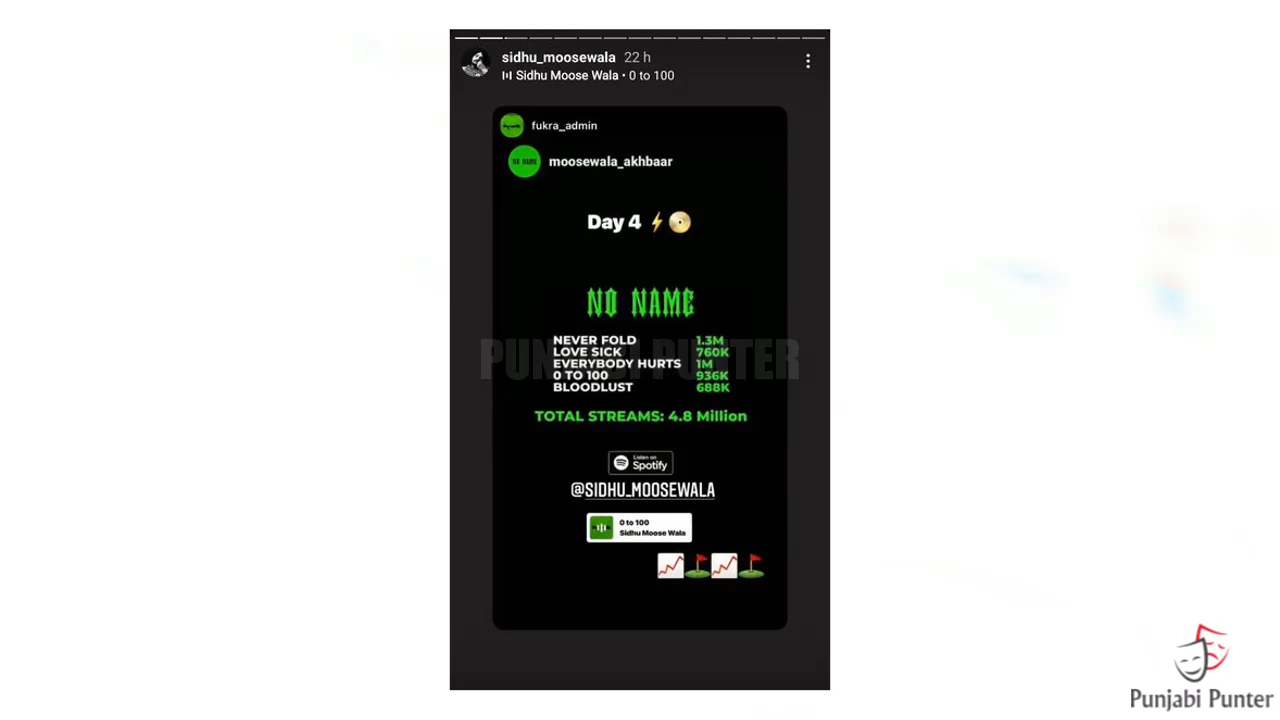 sidhu_moosewala 22 h
Sidhu Moose Wala • 0 to 100
fukra_admin
NO NAME
moosewala_akhbaar
Day 4 ⚡📀
NO NAME
NEVER FOLD 1.3M
LOVE SICK 760K
EVERYBODY HURTS 1M
0 TO 100 936K
BLOODLUST 688K
PUNJABI PUNTER
TOTAL STREAMS: 4.8 Million
Listen on
Spotify
@SIDHU_MOOSEWALA
0 to 100
Sidhu Moose Wala
📈⛳📈⛳
Punjabi Punter